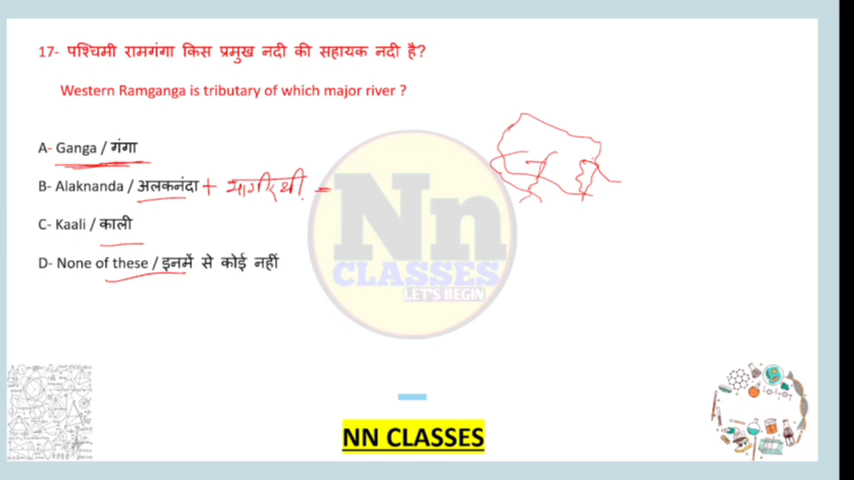 17- पश्चिमी रामगंगा किस प्रमुख नदी की सहायक नदी है?
Western Ramganga is tributary of which major river ?
A- Ganga / गंगा
B- Alaknanda / अलकनंदा + भागीरथी =
C- Kaali / काली
D- None of these / इनमें से कोई नहीं
Nn
CLASSES
LET'S BEGIN
NN CLASSES